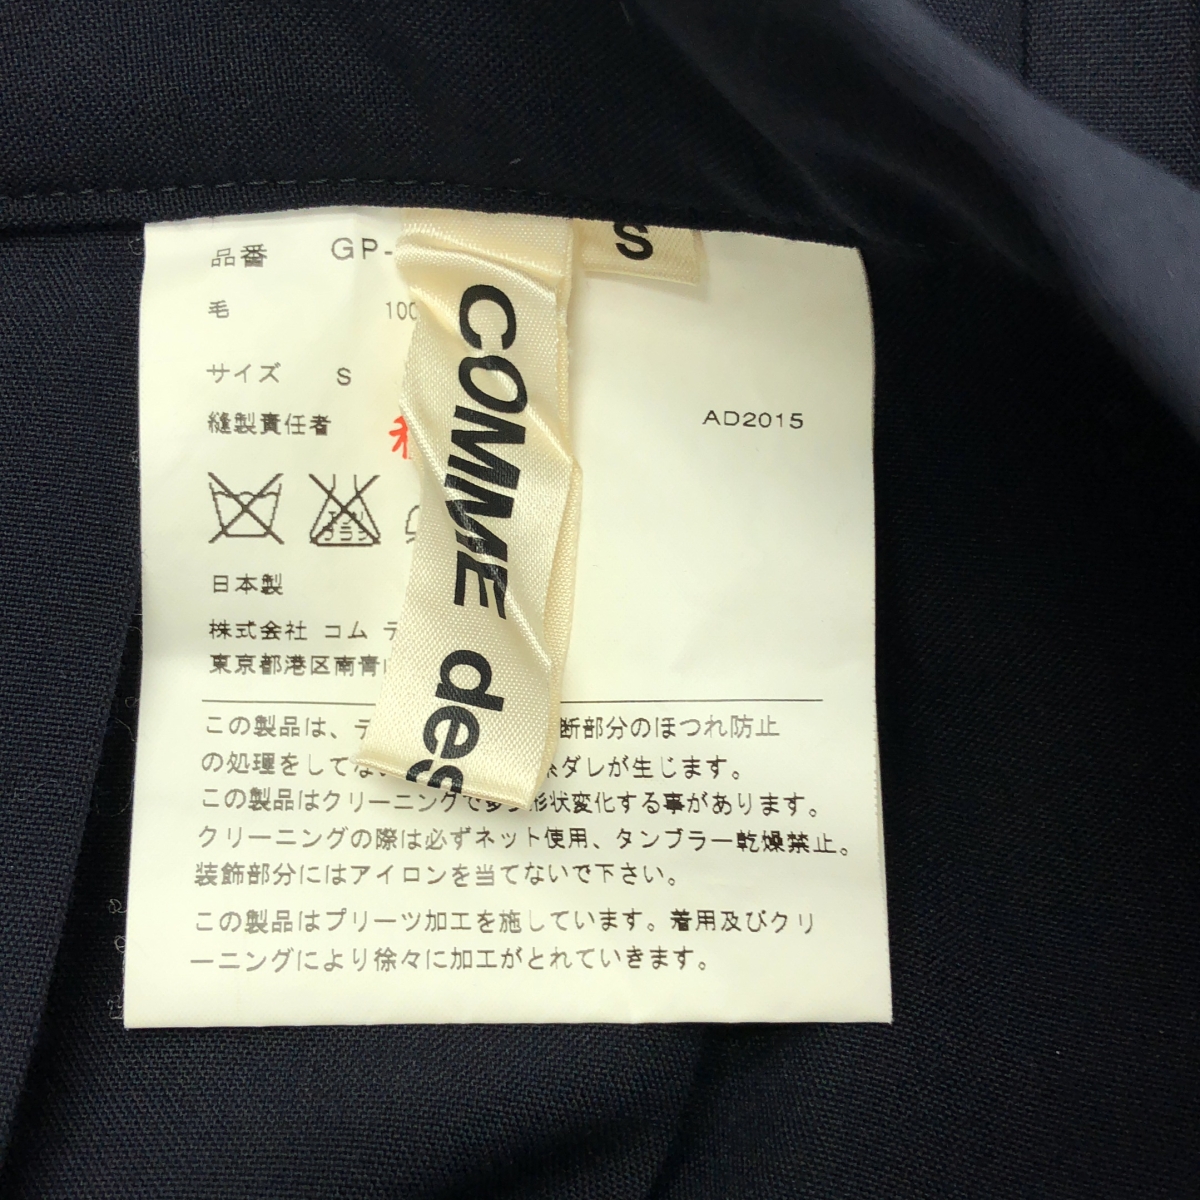 品番 GP-
毛 100
サイズ S
縫製責任者
AD2015
日本製
株式会社 コム デ
東京都港区南青
この製品は、デ 断部分のほつれ防止
の処理をしてな 糸ダレが生じます。
この製品はクリーニングで多少形状変化する事があります。
クリーニングの際は必ずネット使用、タンブラー乾燥禁止。
装飾部分にはアイロンを当てないで下さい。
この製品はプリーツ加工を施しています。着用及びクリ
ーニングにより徐々に加工がとれていきます。
COMME des
S